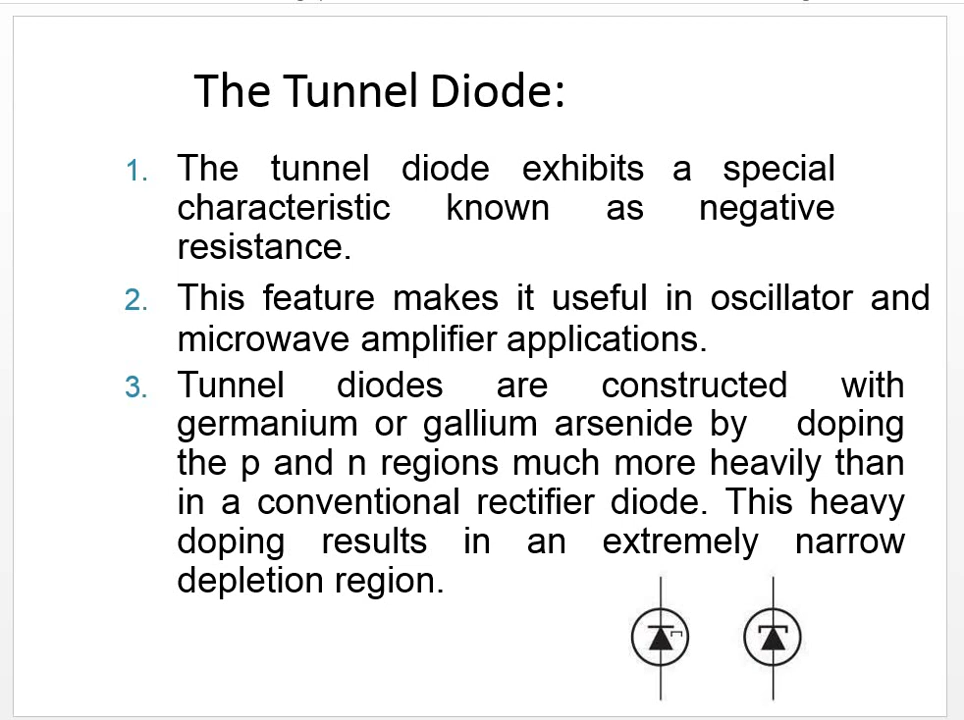 The Tunnel Diode:
1. The tunnel diode exhibits a special
characteristic known as negative
resistance.
2. This feature makes it useful in oscillator and
microwave amplifier applications.
3. Tunnel diodes are constructed with
germanium or gallium arsenide by doping
the p and n regions much more heavily than
in a conventional rectifier diode. This heavy
doping results in an extremely narrow
depletion region.